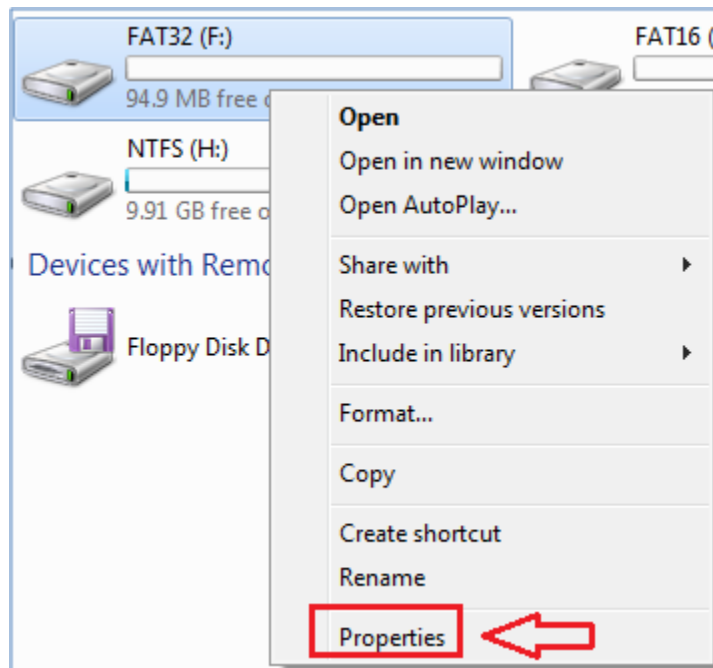 FAT32 (F:)
94.9 MB free
FAT16 (
NTFS (H:)
9.91 GB free
Devices with
Floppy Disk
Open
Open in new window
Open AutoPlay...
Share with
Restore previous versions
Include in library
Format...
Copy
Create shortcut
Rename
Properties